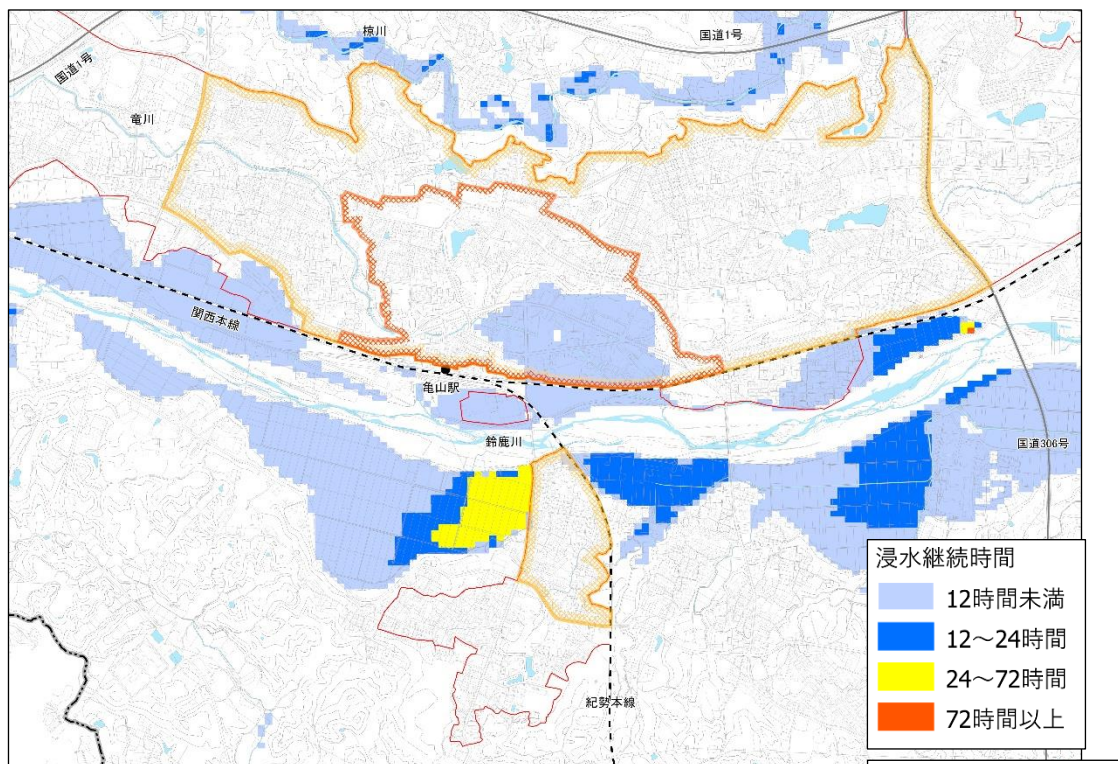 椋川
国道1号
国道1号
竜川
関西本線
亀山駅
鈴鹿川
国道306号
紀勢本線
浸水継続時間
12時間未満
12～24時間
24～72時間
72時間以上